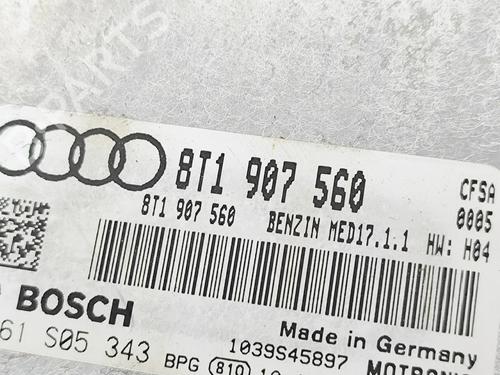 PARTS
8T1 907 560
CFSA
0005
8T1 907 560 BENZIN MED17.1.1 HW: H04
BOSCH
Made in Germany
61 S05 343
1039S45897
BPG 810